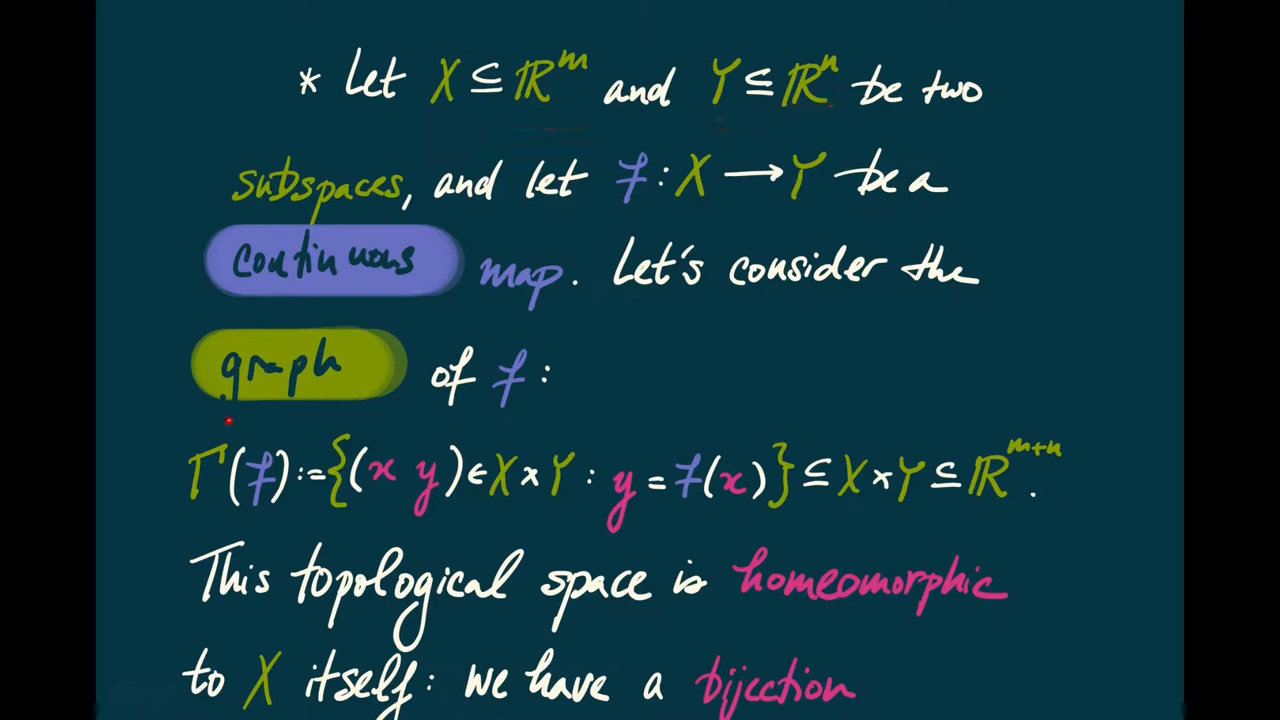 * Let X ⊆ ℝ^m and Y ⊆ ℝ^n be two
subspaces, and let f : X → Y be a
continuous map. Let's consider the
graph of f :
Γ(f) := {(x y) ∈ X × Y : y = f(x)} ⊆ X × Y ⊆ ℝ^{m+n} .
This topological space is homeomorphic
to X itself: we have a bijection